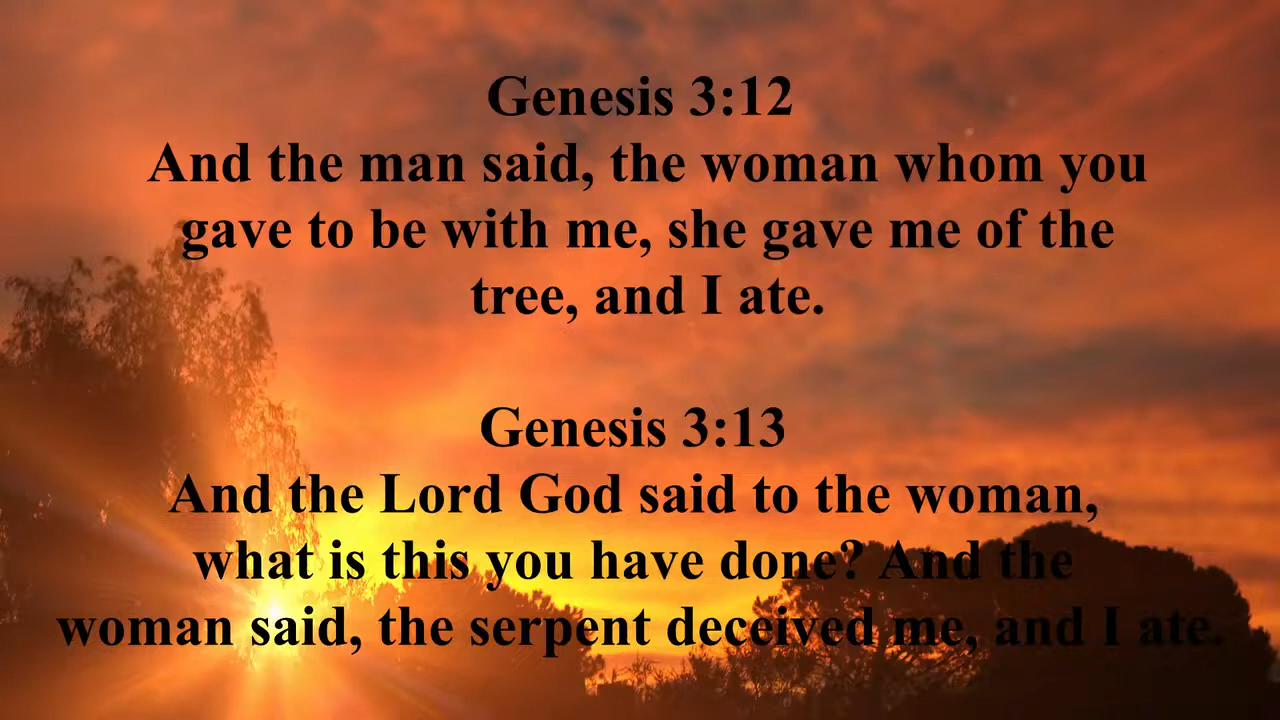 Genesis 3:12
And the man said, the woman whom you
gave to be with me, she gave me of the
tree, and I ate.
Genesis 3:13
And the Lord God said to the woman,
what is this you have done? And the
woman said, the serpent deceived me, and I ate.